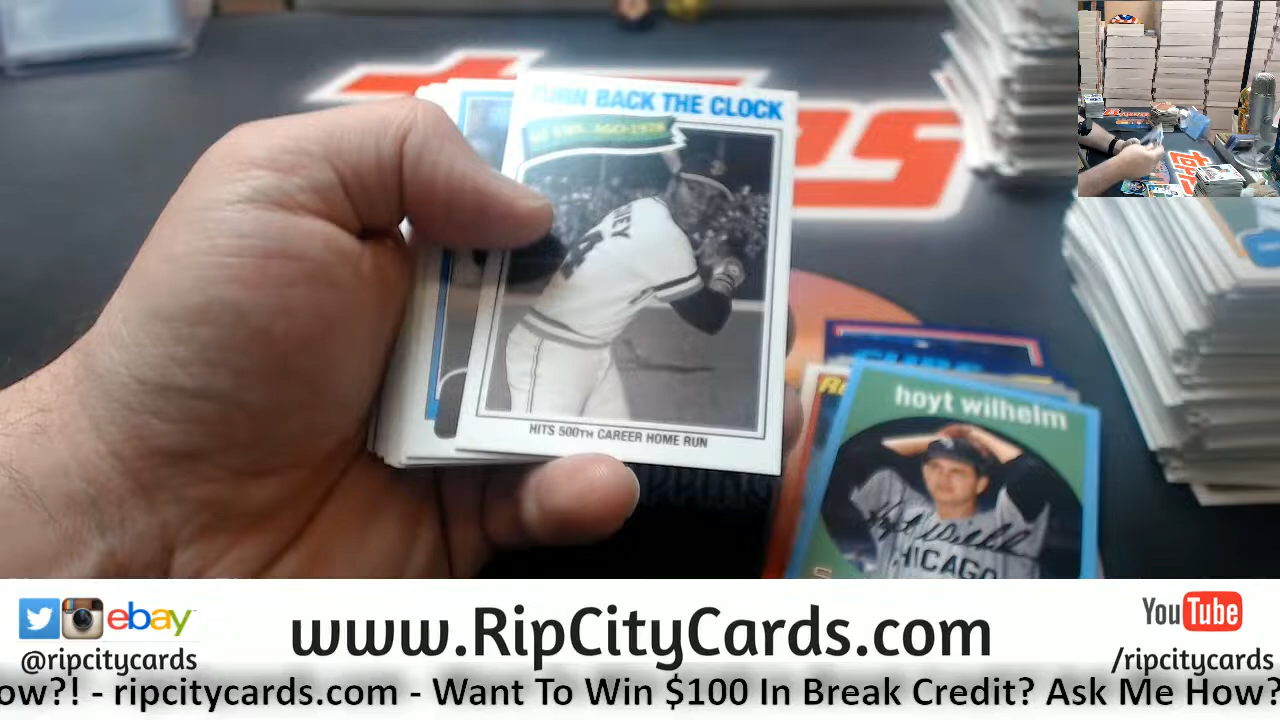 TURN BACK THE CLOCK
HITS 500TH CAREER HOME RUN
hoyt wilhelm
CHICAGO
ebay
@ripcitycards
www.RipCityCards.com
YouTube
/ripcitycards
ow?! - ripcitycards.com - Want To Win $100 In Break Credit? Ask Me How?